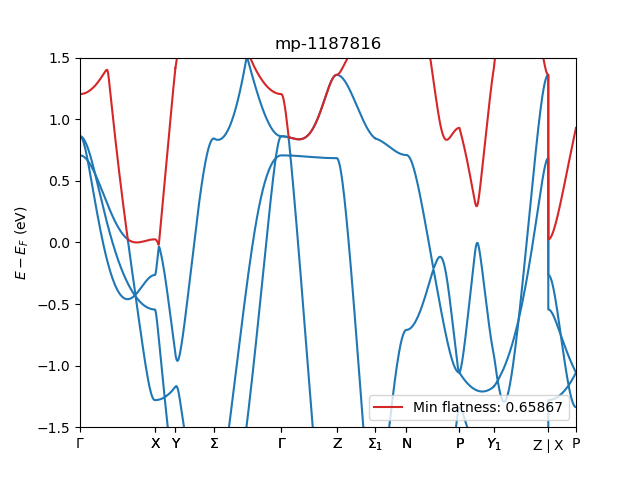 mp-1187816
E − E_F (eV)
1.5
1.0
0.5
0.0
−0.5
−1.0
−1.5
Min flatness: 0.65867
Γ X Y Σ Γ Z Σ₁ N P Y₁ Z | X P